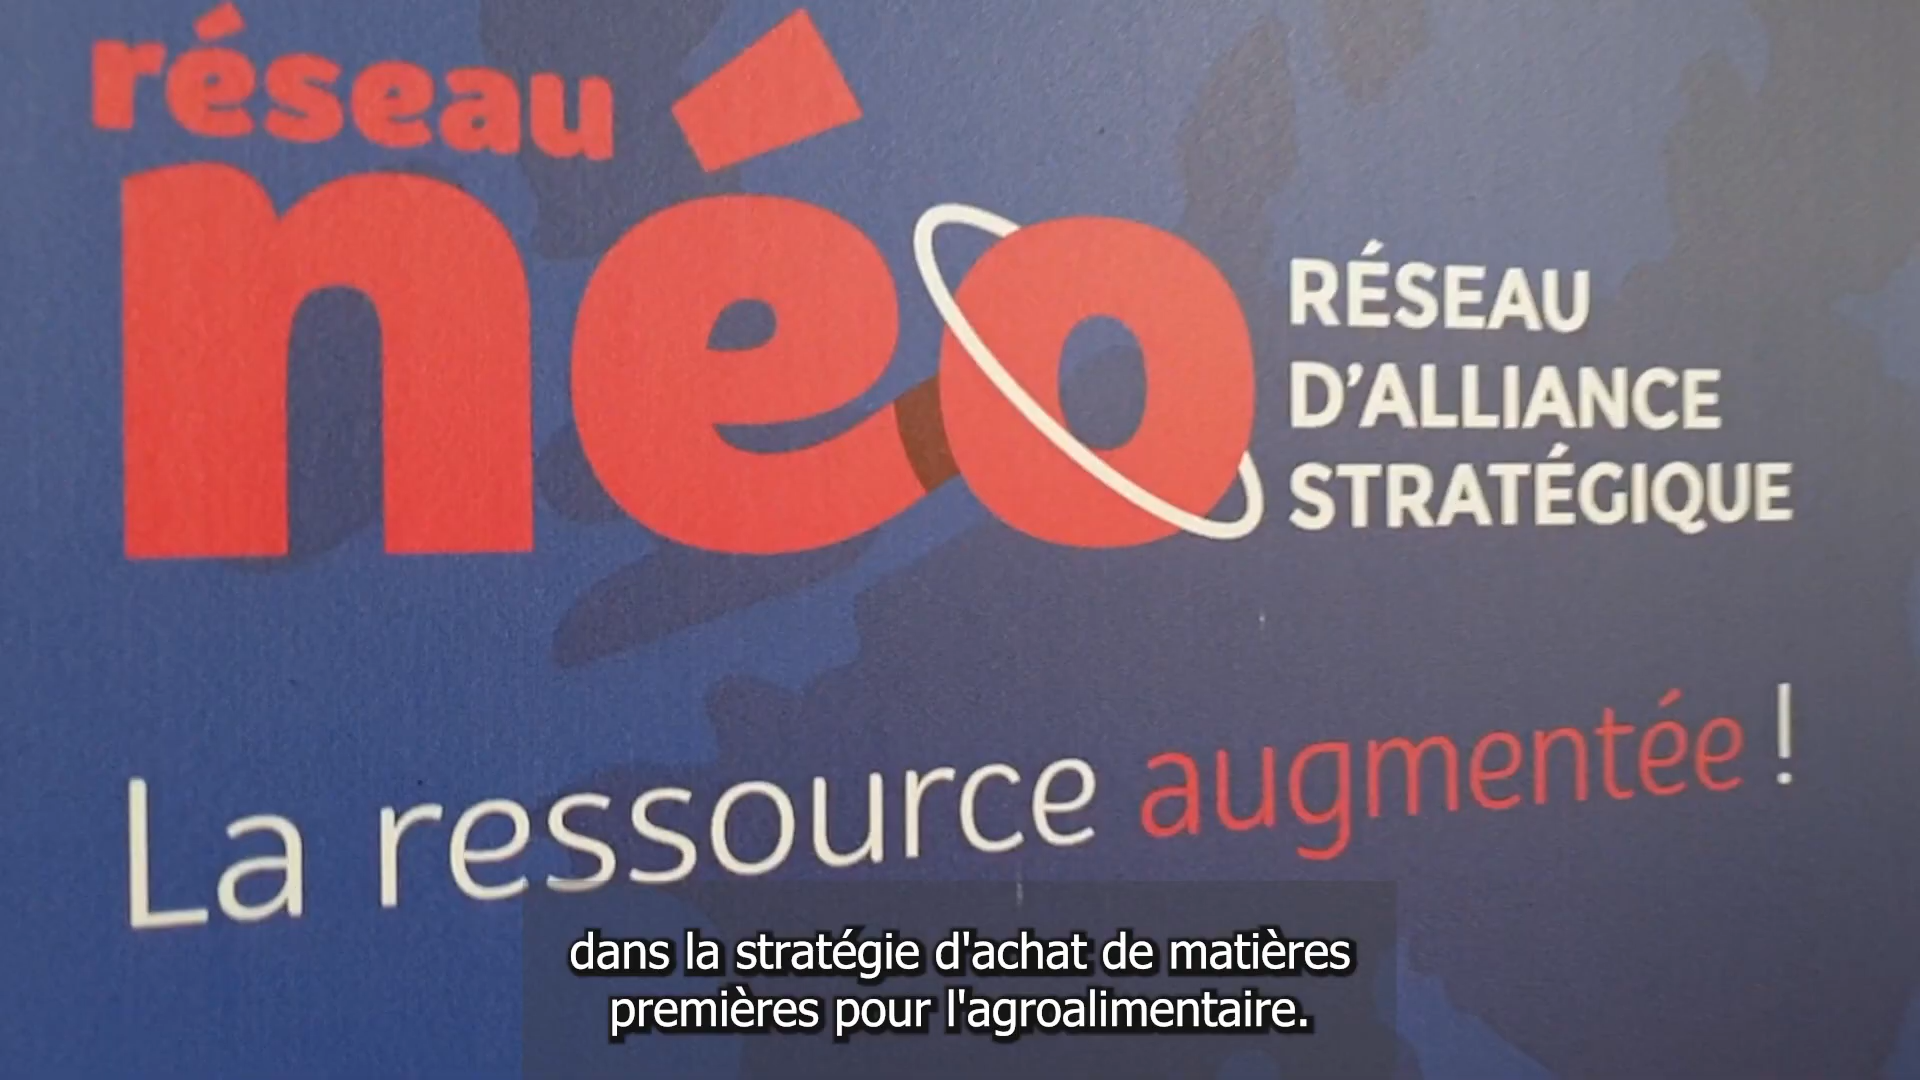 réseau
néo
RÉSEAU
D'ALLIANCE
STRATÉGIQUE
La ressource augmentée !
dans la stratégie d'achat de matières
premières pour l'agroalimentaire.